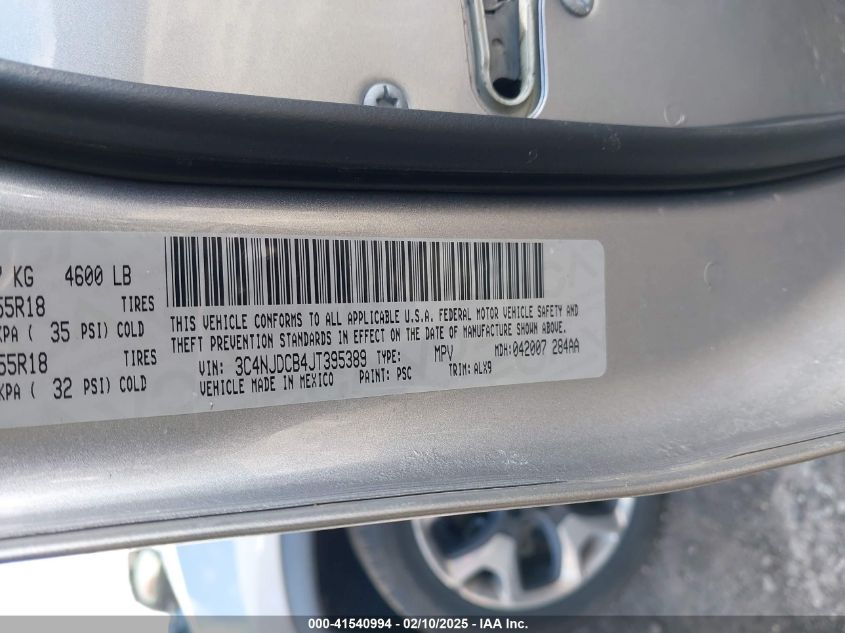 KG 4600 LB
55R18 TIRES
KPA ( 35 PSI) COLD
55R18 TIRES
KPA ( 32 PSI) COLD
THIS VEHICLE CONFORMS TO ALL APPLICABLE U.S.A. FEDERAL MOTOR VEHICLE SAFETY AND
THEFT PREVENTION STANDARDS IN EFFECT ON THE DATE OF MANUFACTURE SHOWN ABOVE.
VIN: 3C4NJDCB4JT395389 TYPE: MPV MDH:042007 284AA
VEHICLE MADE IN MEXICO PAINT: PSC TRIM: ALX9
000-41540994 - 02/10/2025 - IAA Inc.